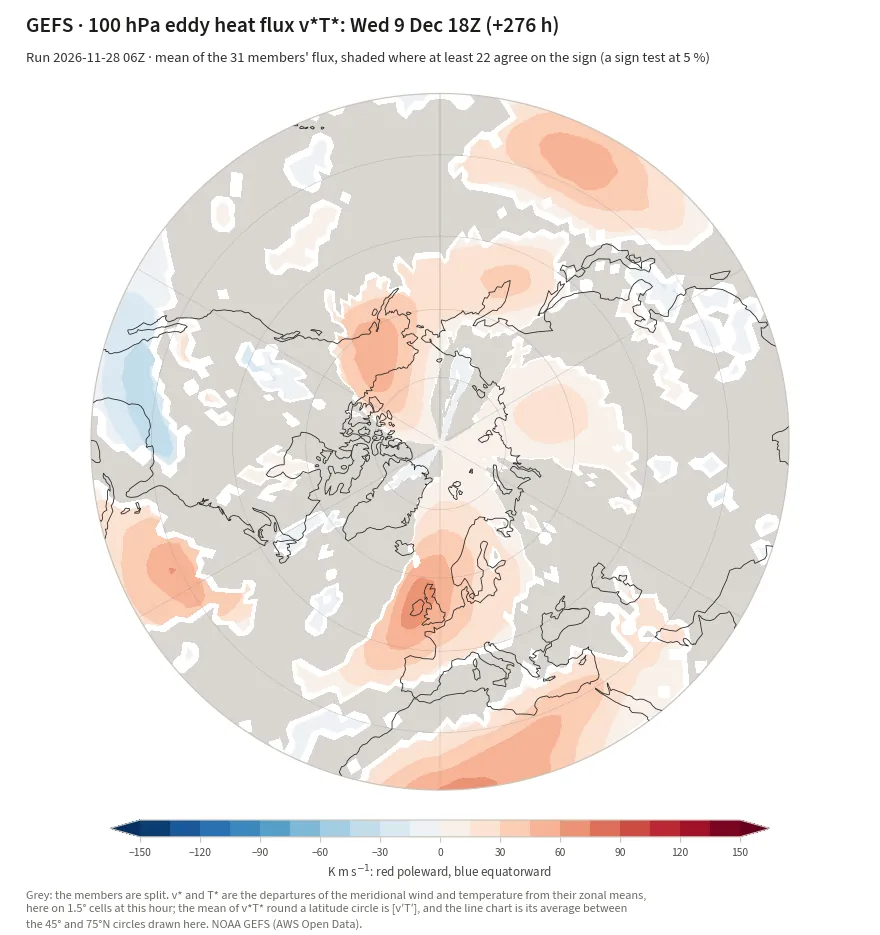 GEFS · 100 hPa eddy heat flux v*T*: Wed 9 Dec 18Z (+276 h)
Run 2026-11-28 06Z · mean of the 31 members' flux, shaded where at least 22 agree on the sign (a sign test at 5 %)
−150 −120 −90 −60 −30 0 30 60 90 120 150
K m s⁻¹: red poleward, blue equatorward
Grey: the members are split. v* and T* are the departures of the meridional wind and temperature from their zonal means,
here on 1.5° cells at this hour; the mean of v*T* round a latitude circle is [v'T'], and the line chart is its average between
the 45° and 75°N circles drawn here. NOAA GEFS (AWS Open Data).